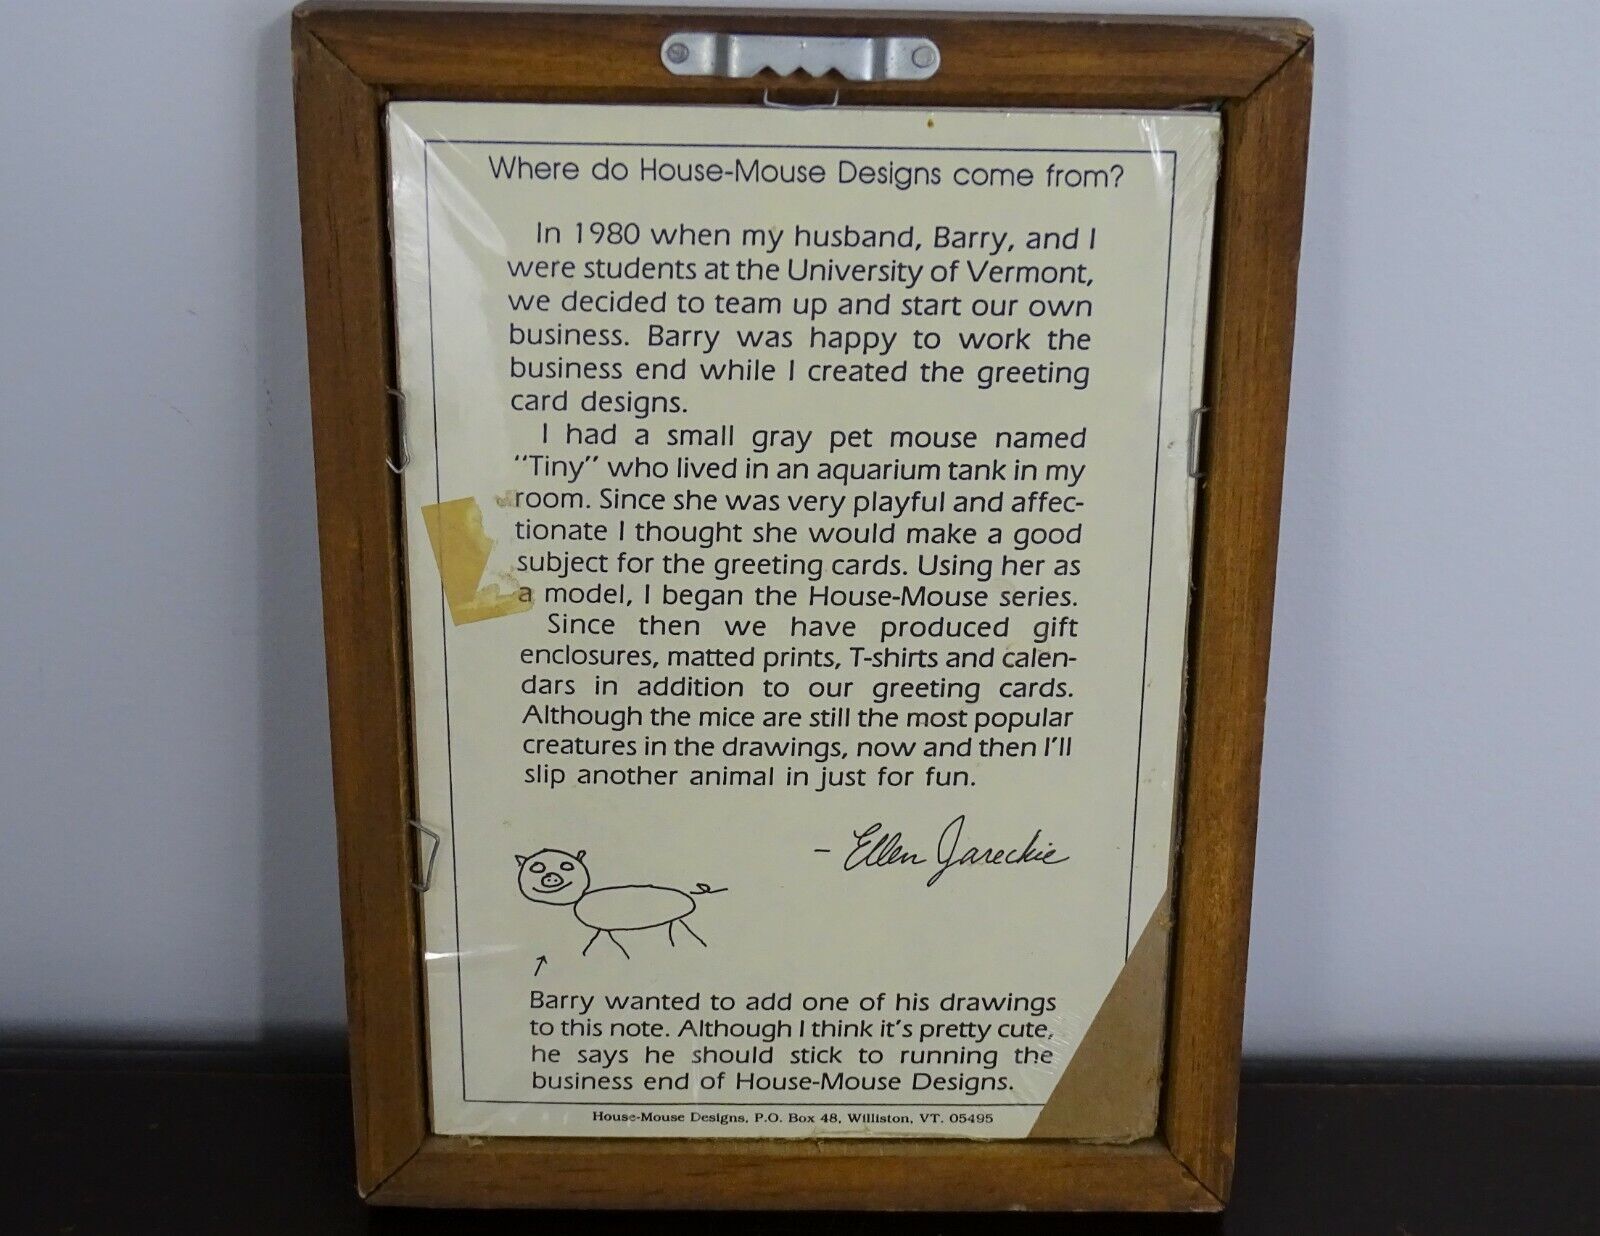 Where do House-Mouse Designs come from?
In 1980 when my husband, Barry, and I
were students at the University of Vermont,
we decided to team up and start our own
business. Barry was happy to work the
business end while I created the greeting
card designs.
I had a small gray pet mouse named
"Tiny" who lived in an aquarium tank in my
room. Since she was very playful and affec-
tionate I thought she would make a good
subject for the greeting cards. Using her as
a model, I began the House-Mouse series.
Since then we have produced gift
enclosures, matted prints, T-shirts and calen-
dars in addition to our greeting cards.
Although the mice are still the most popular
creatures in the drawings, now and then I'll
slip another animal in just for fun.
- Ellen Jareckie
Barry wanted to add one of his drawings
to this note. Although I think it's pretty cute,
he says he should stick to running the
business end of House-Mouse Designs.
House-Mouse Designs, P.O. Box 48, Williston, VT. 05495